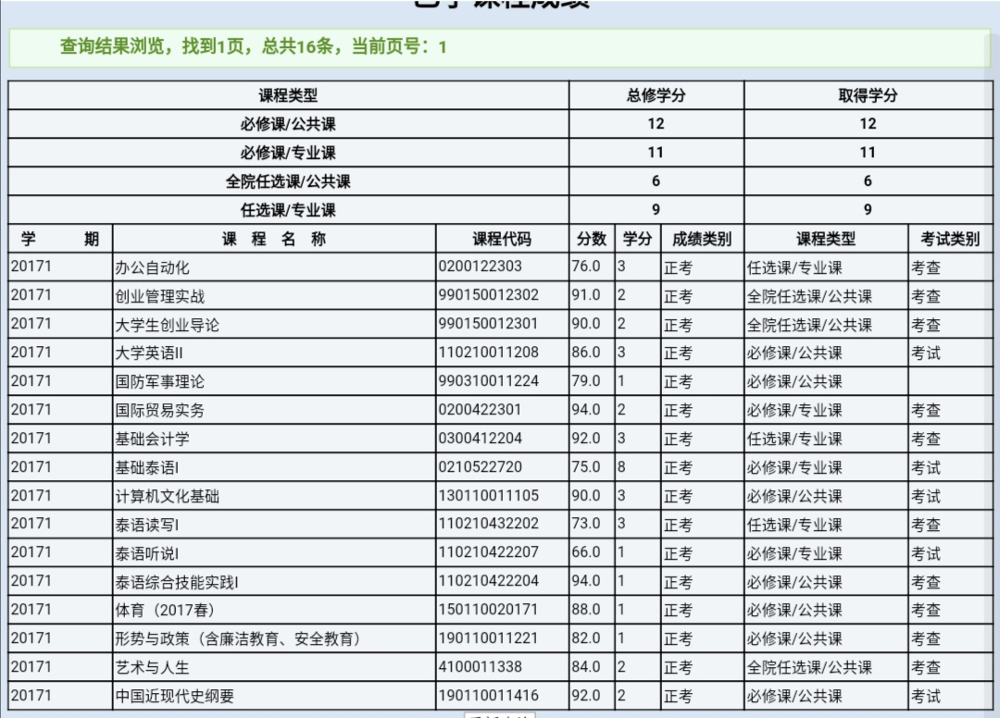 查询结果浏览，找到1页，总共16条，当前页号：1
课程类型 总修学分 取得学分
必修课/公共课 12 12
必修课/专业课 11 11
全院任选课/公共课 6 6
任选课/专业课 9 9
学 期 课 程 名 称 课程代码 分数 学分 成绩类别 课程类型 考试类别
20171 办公自动化 0200122303 76.0 3 正考 任选课/专业课 考查
20171 创业管理实战 990150012302 91.0 2 正考 全院任选课/公共课 考查
20171 大学生创业导论 990150012301 90.0 2 正考 全院任选课/公共课 考查
20171 大学英语II 110210011208 86.0 3 正考 必修课/公共课 考试
20171 国防军事理论 990310011224 79.0 1 正考 必修课/公共课
20171 国际贸易实务 0200422301 94.0 2 正考 必修课/专业课 考查
20171 基础会计学 0300412204 92.0 3 正考 任选课/专业课 考查
20171 基础泰语I 0210522720 75.0 8 正考 必修课/专业课 考试
20171 计算机文化基础 130110011105 90.0 3 正考 必修课/公共课 考试
20171 泰语读写I 110210432202 73.0 3 正考 任选课/专业课 考查
20171 泰语听说I 110210422207 66.0 1 正考 必修课/专业课 考试
20171 泰语综合技能实践I 110210422204 94.0 1 正考 必修课/公共课 考查
20171 体育（2017春） 150110020171 88.0 1 正考 必修课/公共课 考查
20171 形势与政策（含廉洁教育、安全教育） 190110011221 82.0 1 正考 必修课/公共课 考查
20171 艺术与人生 4100011338 84.0 2 正考 全院任选课/公共课 考查
20171 中国近现代史纲要 190110011416 92.0 2 正考 必修课/公共课 考试